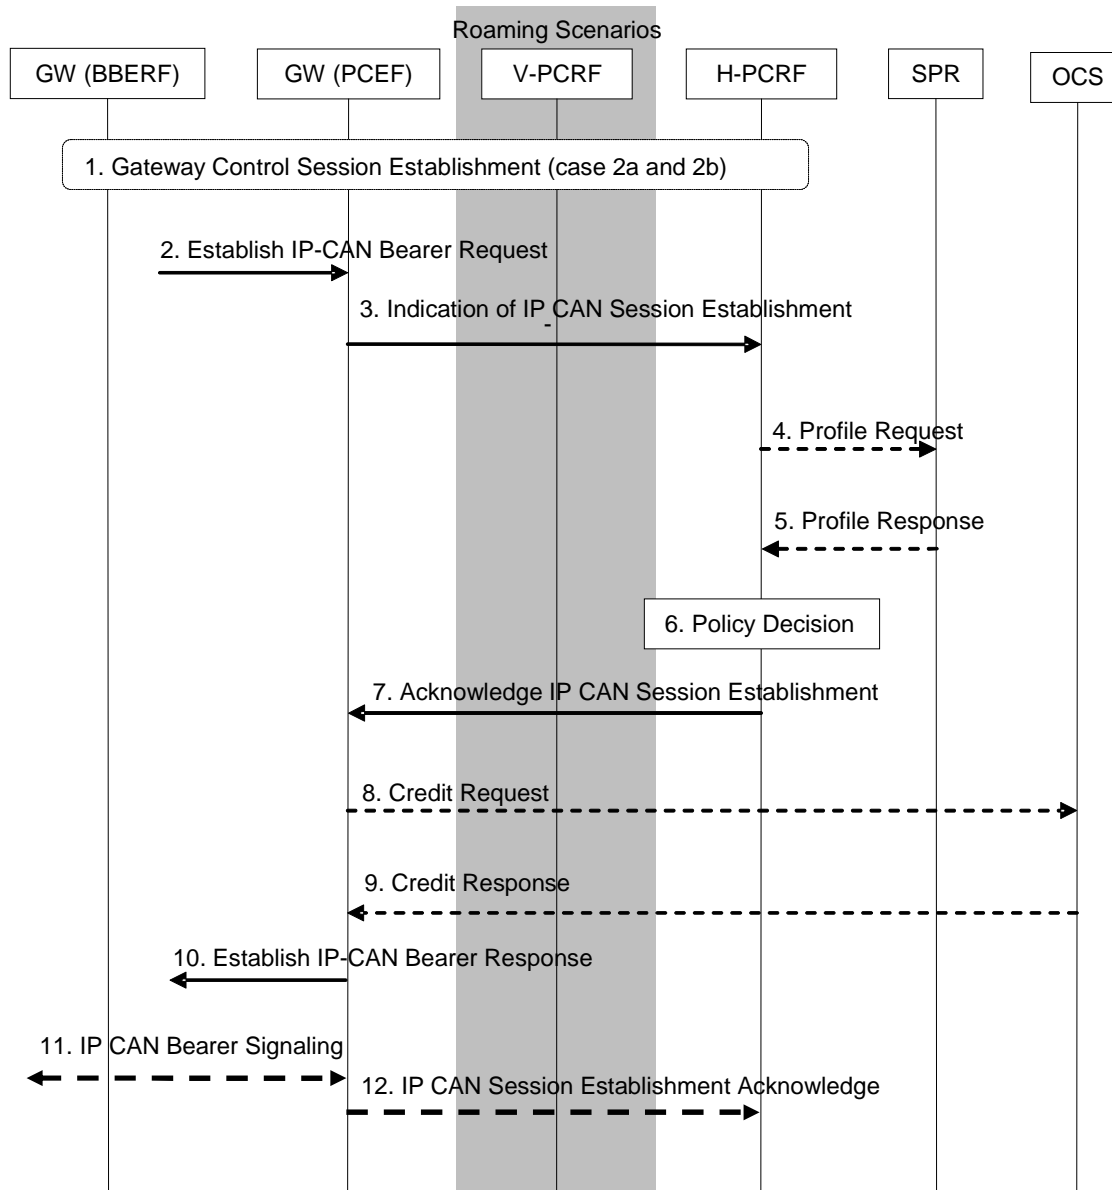 Roaming Scenarios
GW (BBERF)
GW (PCEF)
V-PCRF
H-PCRF
SPR
OCS
1. Gateway Control Session Establishment (case 2a and 2b)
2. Establish IP-CAN Bearer Request
3. Indication of IP-CAN Session Establishment
4. Profile Request
5. Profile Response
6. Policy Decision
7. Acknowledge IP CAN Session Establishment
8. Credit Request
9. Credit Response
10. Establish IP-CAN Bearer Response
11. IP CAN Bearer Signaling
12. IP CAN Session Establishment Acknowledge